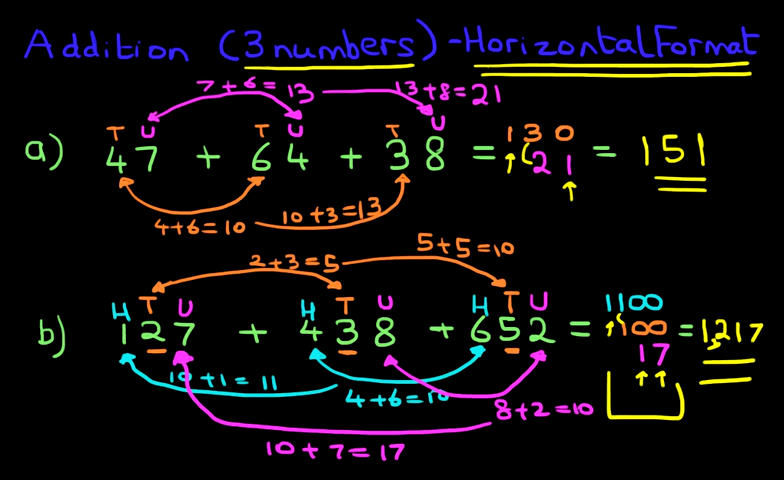 Addition (3 numbers) - Horizontal Format
7 + 6 = 13 13 + 8 = 21
T U T U T U
a) 47 + 64 + 38 = 130 = 151
21
4 + 6 = 10 10 + 3 = 13
2 + 3 = 5 5 + 5 = 10
H T U H T U H T U 1100
b) 127 + 438 + 652 = 100 = 1,217
17
10 + 1 = 11 4 + 6 = 10 8 + 2 = 10
10 + 7 = 17